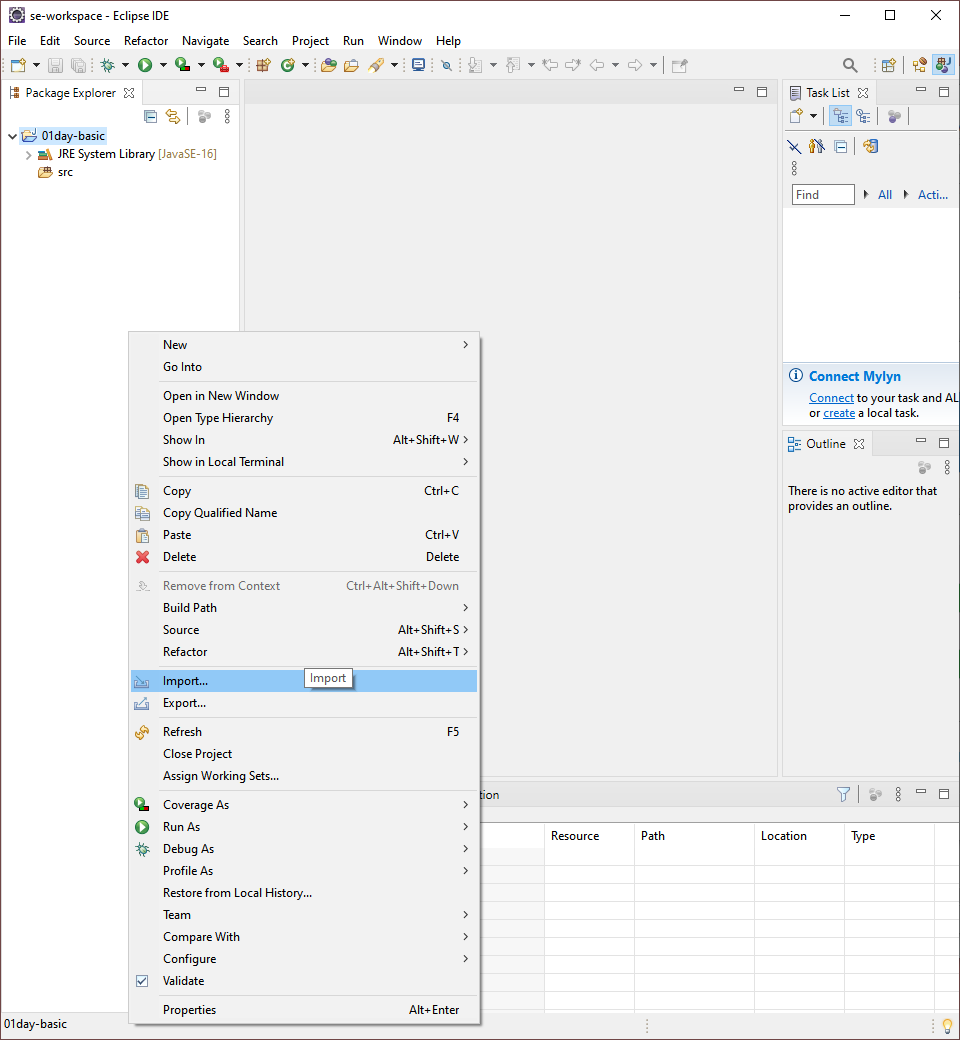 se-workspace - Eclipse IDE
File Edit Source Refactor Navigate Search Project Run Window Help
Package Explorer
01day-basic
JRE System Library [JavaSE-16]
src
New
Go Into
Open in New Window
Open Type Hierarchy F4
Show In Alt+Shift+W
Show in Local Terminal
Copy Ctrl+C
Copy Qualified Name
Paste Ctrl+V
Delete Delete
Remove from Context Ctrl+Alt+Shift+Down
Build Path
Source Alt+Shift+S
Refactor Alt+Shift+T
Import... Import
Export...
Refresh F5
Close Project
Assign Working Sets...
Coverage As
Run As
Debug As
Profile As
Restore from Local History...
Team
Compare With
Configure
Validate
Properties Alt+Enter
Task List
Find All Acti...
Connect Mylyn
Connect to your task and AL
or create a local task.
Outline
There is no active editor that
provides an outline.
tion
Resource Path Location Type
01day-basic